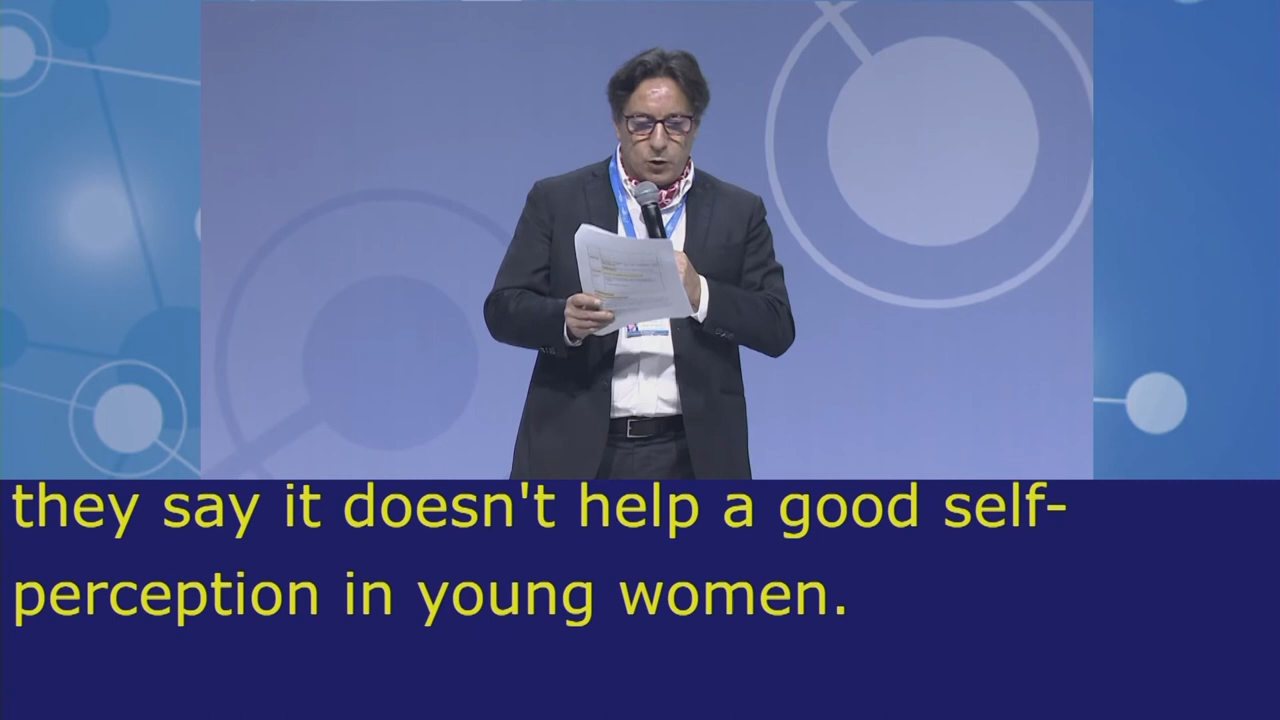 they say it doesn't help a good self-
perception in young women.